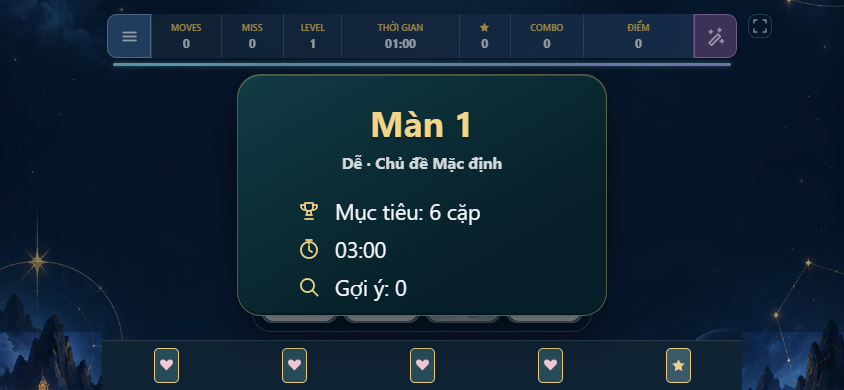 MOVES
0
MISS
0
LEVEL
1
THỜI GIAN
01:00
0
COMBO
0
ĐIỂM
0
Màn 1
Dễ · Chủ đề Mặc định
Mục tiêu: 6 cặp
03:00
Gợi ý: 0